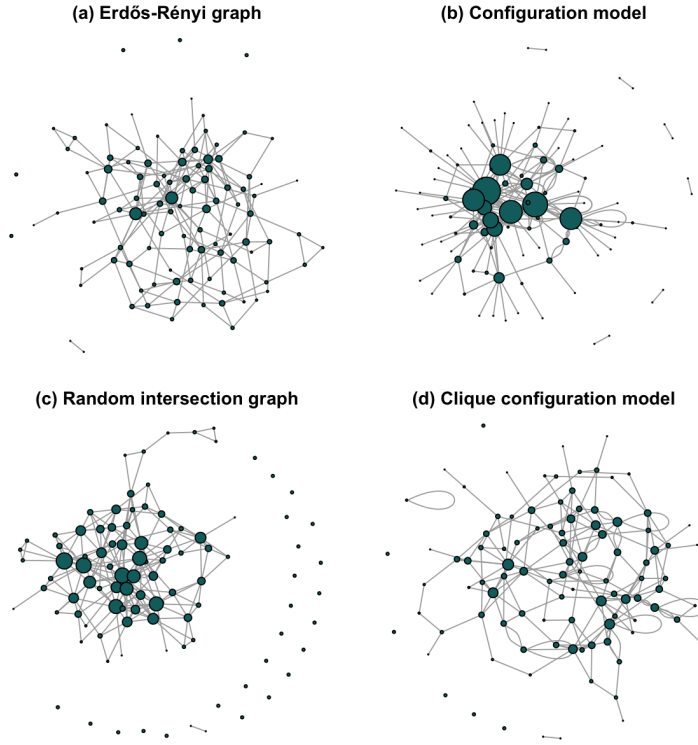 (a) Erdős-Rényi graph
(b) Configuration model
(c) Random intersection graph
(d) Clique configuration model